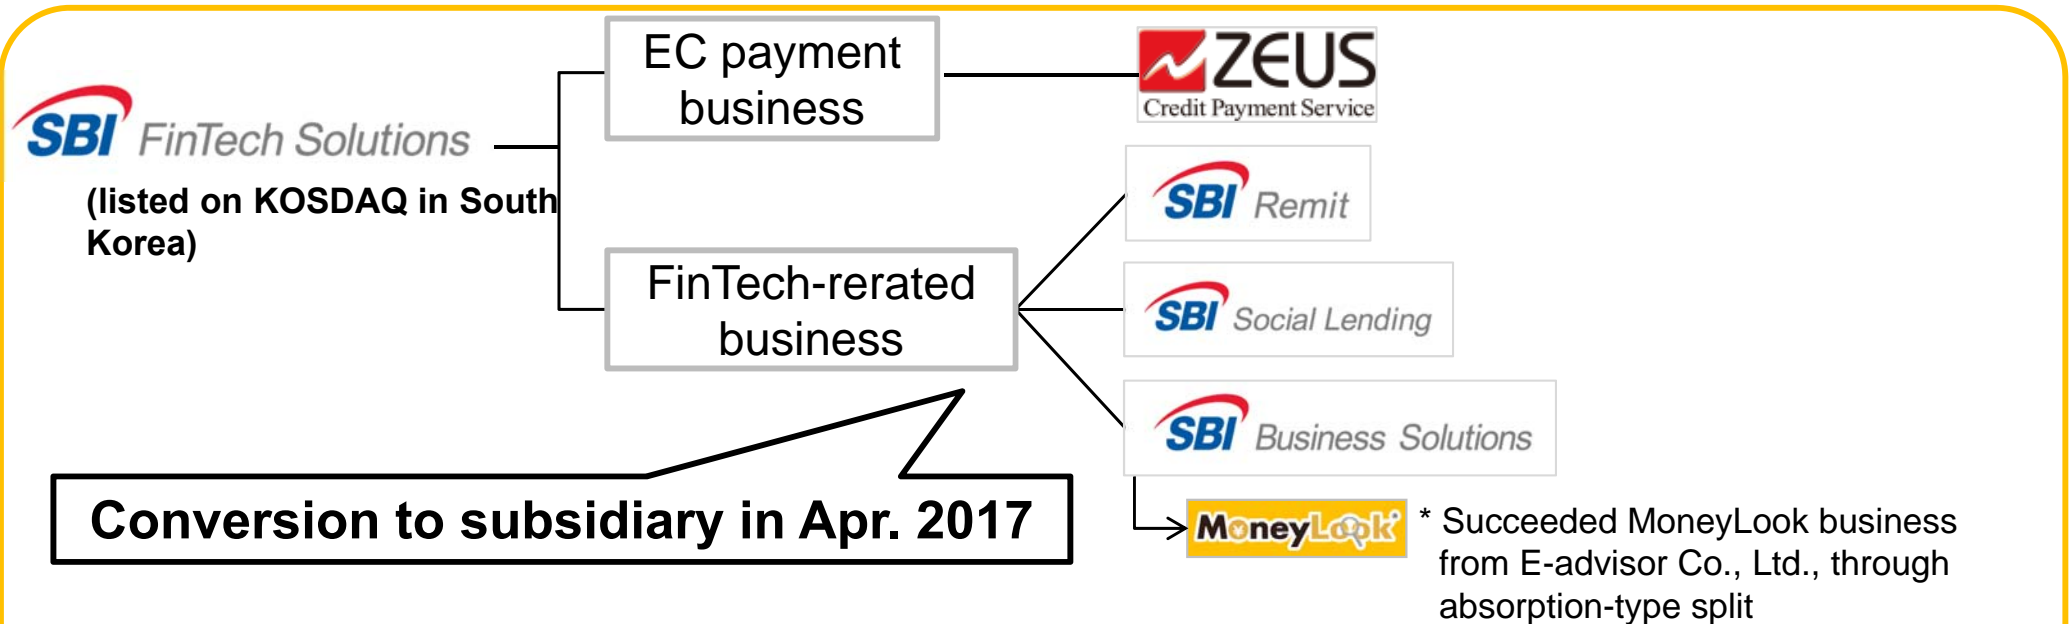 SBI FinTech Solutions
(listed on KOSDAQ in South
Korea)
EC payment
business
ZEUS
Credit Payment Service
FinTech-rerated
business
SBI Remit
SBI Social Lending
SBI Business Solutions
Conversion to subsidiary in Apr. 2017
MoneyLook
* Succeeded MoneyLook business
from E-advisor Co., Ltd., through
absorption-type split